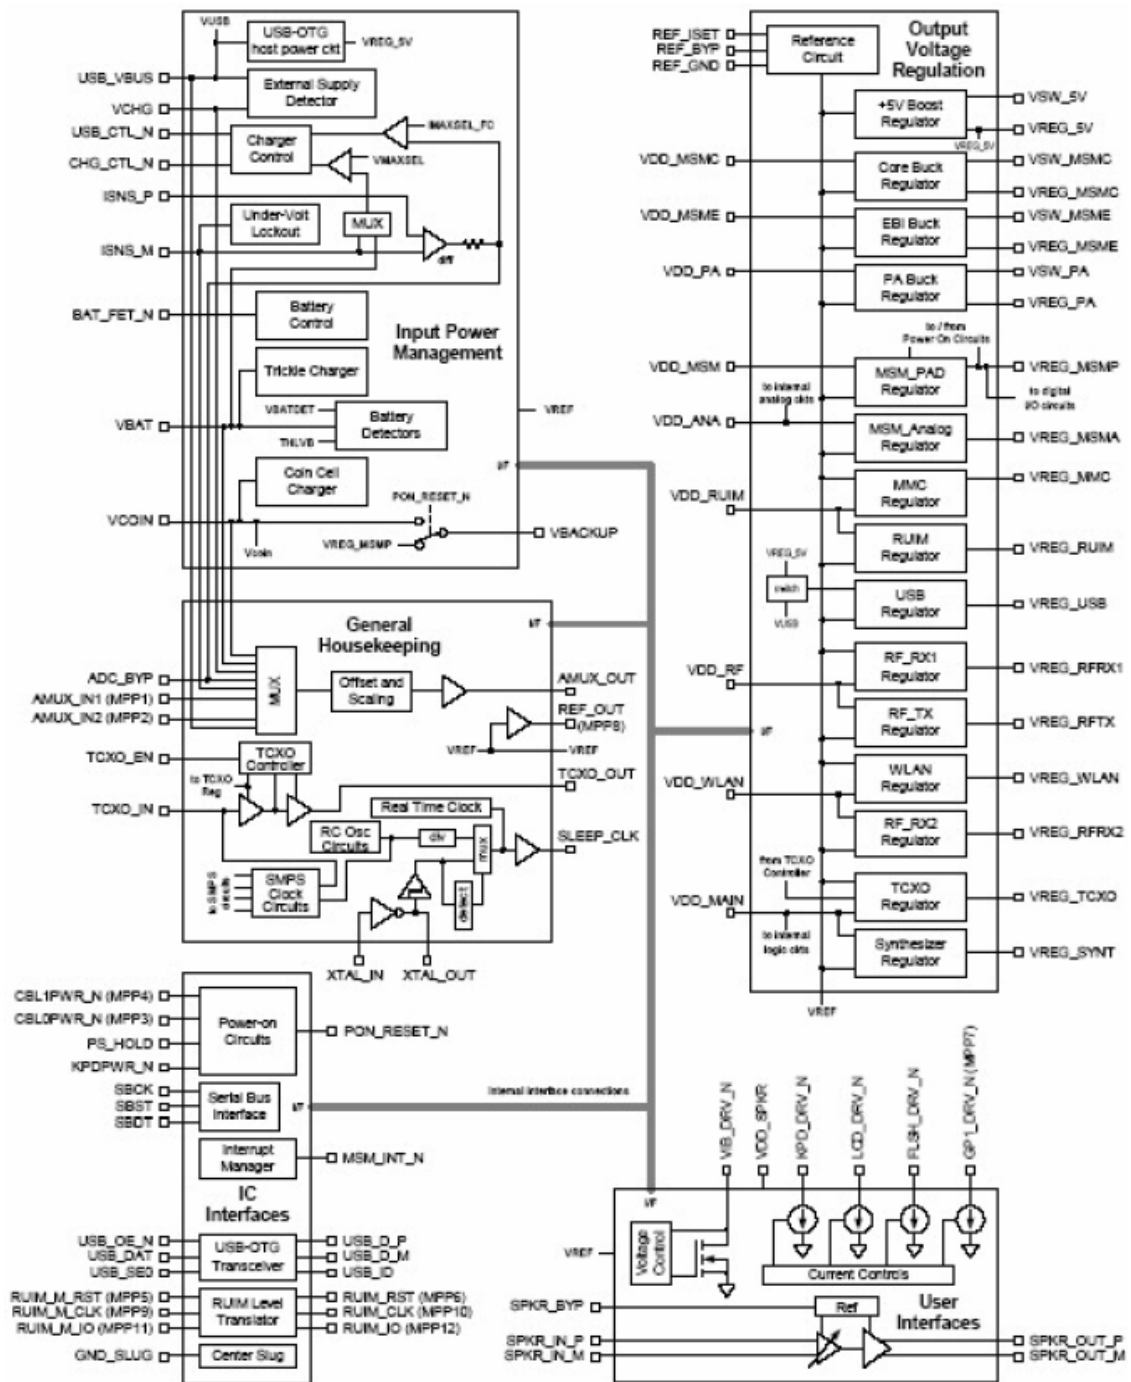 VUSB
USB-OTG
host power ckt
VREG_5V
USB_VBUS
External Supply
Detector
VCHG
USB_CTL_N
Charger
Control
IMAXSEL_FC
CHG_CTL_N
VMAXSEL
ISNS_P
Under-Volt
Lockout
MUX
ISNS_M
diff
BAT_FET_N
Battery
Control
Input Power
Management
Trickle Charger
VBATDET
VREF
VBAT
Battery
Detectors
THLVB
I/F
Coin Cell
Charger
PON_RESET_N
VCOIN
Vcoin
VREG_MSMP
VBACKUP
General
Housekeeping
I/F
ADC_BYP
AMUX_IN1 (MPP1)
AMUX_IN2 (MPP2)
MUX
Offset and
Scaling
AMUX_OUT
REF_OUT
(MPP8)
VREF
VREF
TCXO_EN
TCXO
Controller
to TCXO
Reg
TCXO_OUT
TCXO_IN
Real Time Clock
RC Osc
Circuits
div
mux
SLEEP_CLK
to SMPS
circuits
SMPS
Clock
Circuits
detect
XTAL_IN
XTAL_OUT
CBL1PWR_N (MPP4)
CBL0PWR_N (MPP3)
PS_HOLD
KPDPWR_N
Power-on
Circuits
PON_RESET_N
SBCK
SBST
SBDT
Serial Bus
Interface
I/F
Internal interface connections
Interrupt
Manager
MSM_INT_N
IC
Interfaces
USB_OE_N
USB_DAT
USB_SE0
USB-OTG
Transceiver
USB_D_P
USB_D_M
USB_ID
RUIM_M_RST (MPP5)
RUIM_M_CLK (MPP9)
RUIM_M_IO (MPP11)
RUIM Level
Translator
RUIM_RST (MPP6)
RUIM_CLK (MPP10)
RUIM_IO (MPP12)
GND_SLUG
Center Slug
REF_ISET
REF_BYP
REF_GND
Reference
Circuit
Output
Voltage
Regulation
+5V Boost
Regulator
VSW_5V
VREG_5V
VREG_5V
VDD_MSMC
Core Buck
Regulator
VSW_MSMC
VREG_MSMC
VDD_MSME
EBI Buck
Regulator
VSW_MSME
VREG_MSME
VDD_PA
PA Buck
Regulator
VSW_PA
VREG_PA
to / from
Power On Circuits
VDD_MSM
MSM_PAD
Regulator
VREG_MSMP
to internal
analog ckts
to digital
I/O circuits
VDD_ANA
MSM_Analog
Regulator
VREG_MSMA
VDD_RUIM
MMC
Regulator
VREG_MMC
RUIM
Regulator
VREG_RUIM
VREG_5V
switch
VUSB
USB
Regulator
VREG_USB
VDD_RF
RF_RX1
Regulator
VREG_RFRX1
RF_TX
Regulator
VREG_RFTX
I/F
VDD_WLAN
WLAN
Regulator
VREG_WLAN
RF_RX2
Regulator
VREG_RFRX2
from TCXO
Controller
TCXO
Regulator
VREG_TCXO
VDD_MAIN
to internal
logic ckts
Synthesizer
Regulator
VREG_SYNT
VREF
VIB_DRV_N
VDD_SPKR
KPD_DRV_N
LCD_DRV_N
FLSH_DRV_N
GP1_DRV_N (MPP7)
I/F
VREF
Voltage
Control
Current Controls
SPKR_BYP
Ref
User
Interfaces
SPKR_IN_P
SPKR_IN_M
SPKR_OUT_P
SPKR_OUT_M